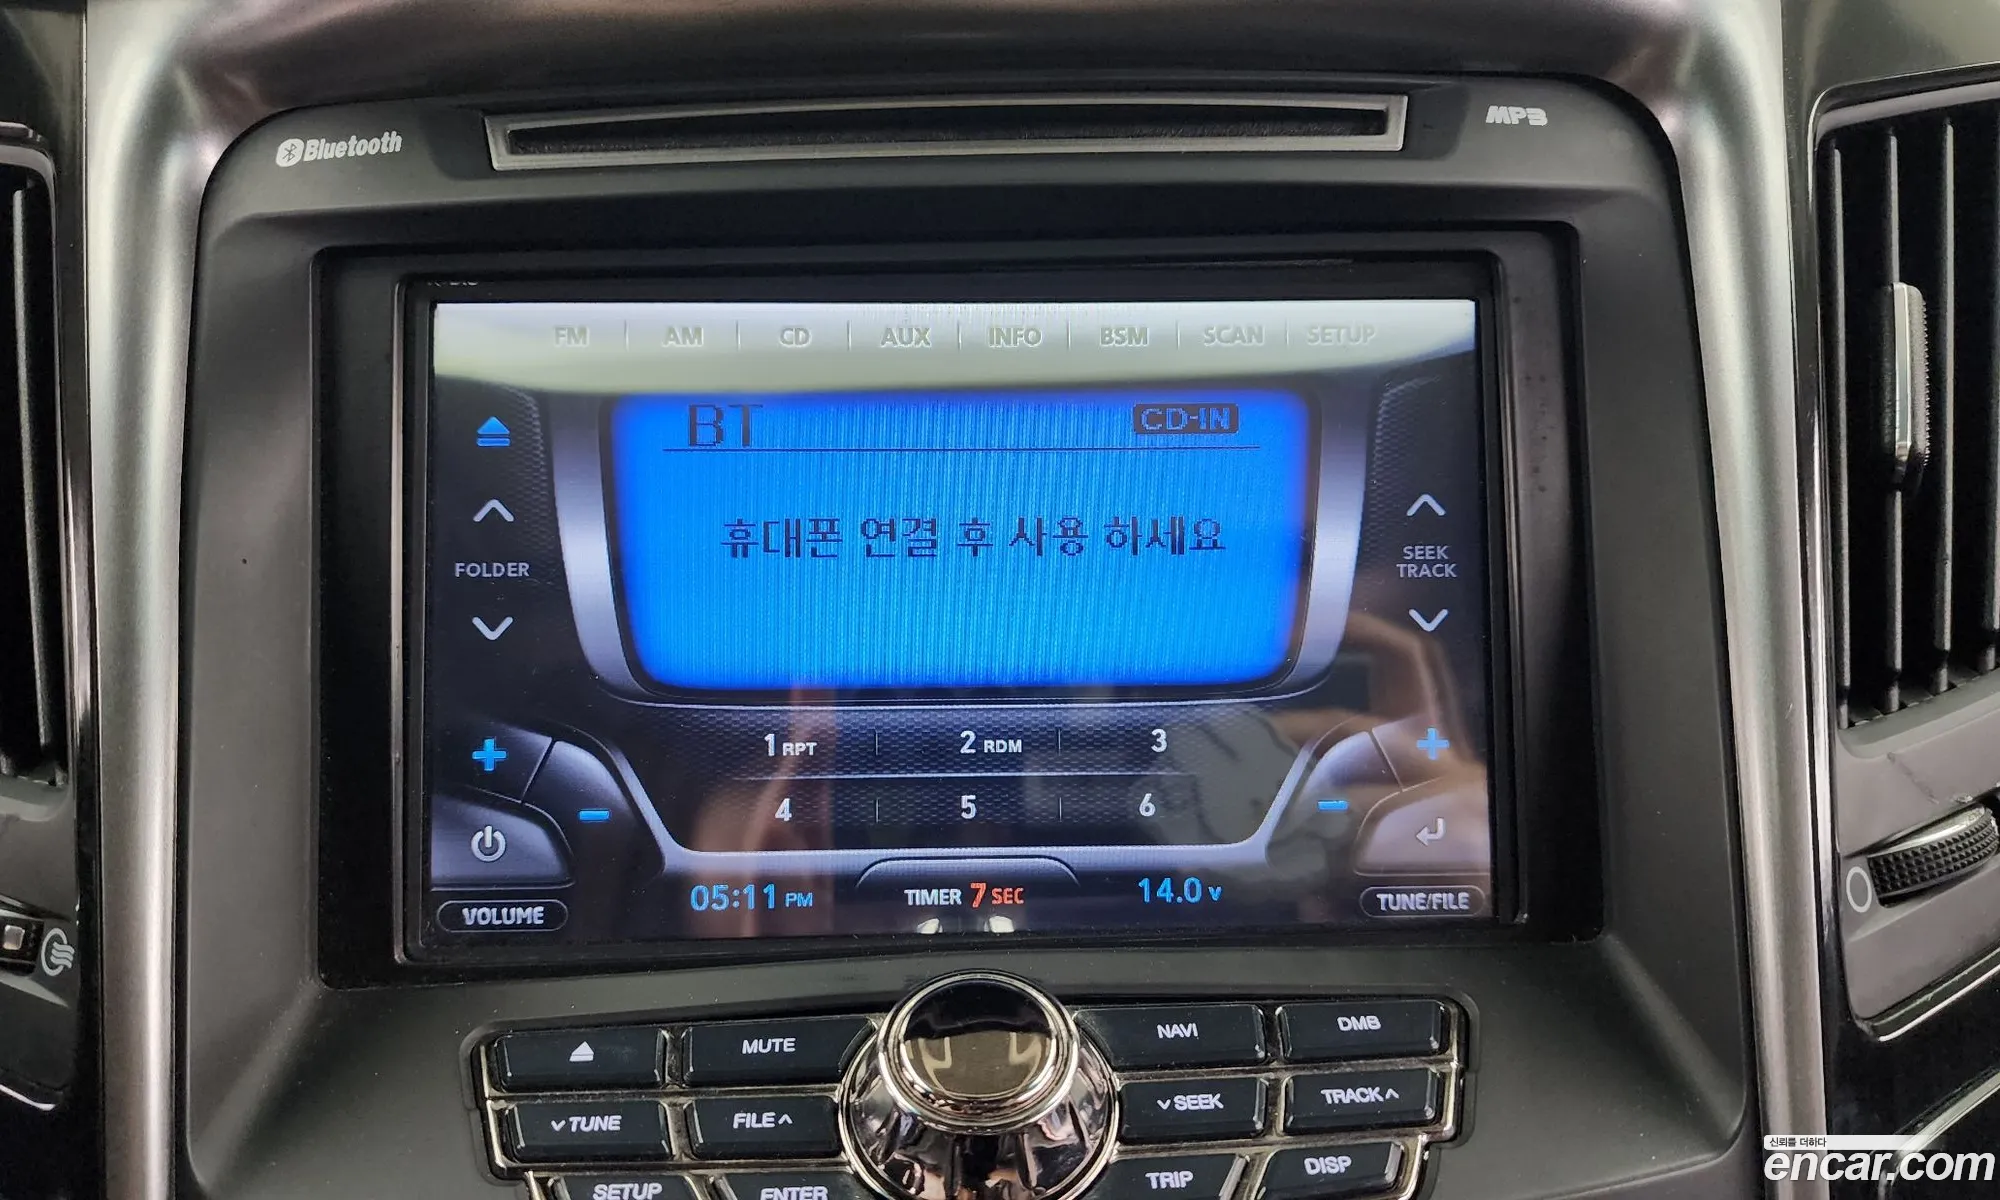 Bluetooth
MP3
FM AM CD AUX INFO BSM SCAN SETUP
BT CD-IN
휴대폰 연결 후 사용 하세요
FOLDER
SEEK
TRACK
1 RPT 2 RDM 3
4 5 6
VOLUME
05:11 PM
TIMER 7 SEC
14.0 v
TUNE/FILE
MUTE
NAVI
DMB
TUNE
FILE
SEEK
TRACK
SETUP
ENTER
TRIP
DISP
신뢰를 더하다
encar.com